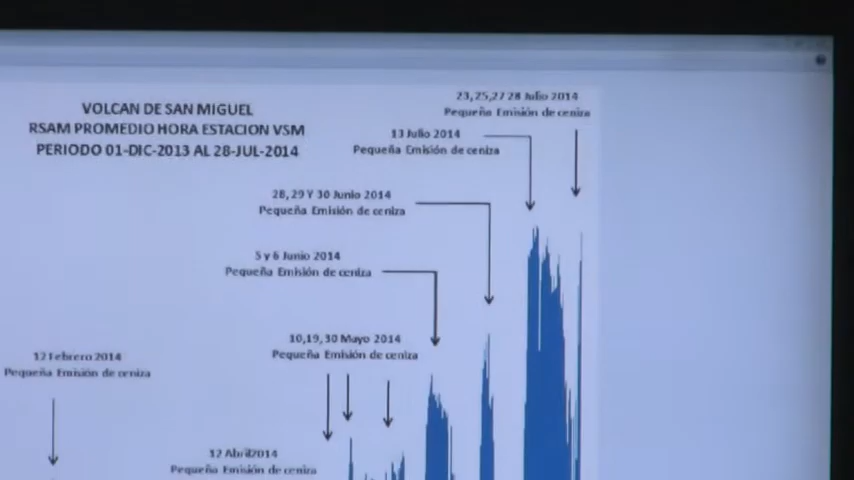 VOLCAN DE SAN MIGUEL
RSAM PROMEDIO HORA ESTACION VSM
PERIODO 01-DIC-2013 AL 28-JUL-2014
23,25,27 28 Julio 2014
Pequeña Emisión de ceniza
13 Julio 2014
Pequeña Emisión de ceniza
28, 29 Y 30 Junio 2014
Pequeña Emisión de ceniza
5 y 6 Junio 2014
Pequeña Emisión de ceniza
10,19,30 Mayo 2014
Pequeña Emisión de ceniza
12 Febrero 2014
Pequeña Emisión de ceniza
12 Abril2014
Pequeña Emisión de ceniza